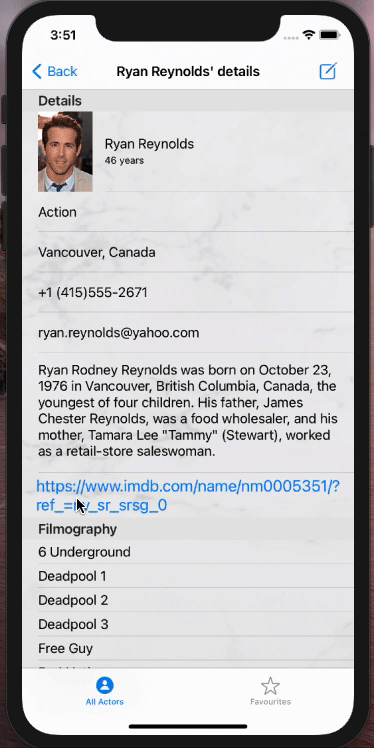 3:51
Back
Ryan Reynolds' details
Details
Ryan Reynolds
46 years
Action
Vancouver, Canada
+1 (415)555-2671
ryan.reynolds@yahoo.com
Ryan Rodney Reynolds was born on October 23,
1976 in Vancouver, British Columbia, Canada, the
youngest of four children. His father, James
Chester Reynolds, was a food wholesaler, and his
mother, Tamara Lee "Tammy" (Stewart), worked
as a retail-store saleswoman.
https://www.imdb.com/name/nm0005351/?
Filmography
6 Underground
Deadpool 1
Deadpool 2
Deadpool 3
Free Guy
All Actors
Favourites